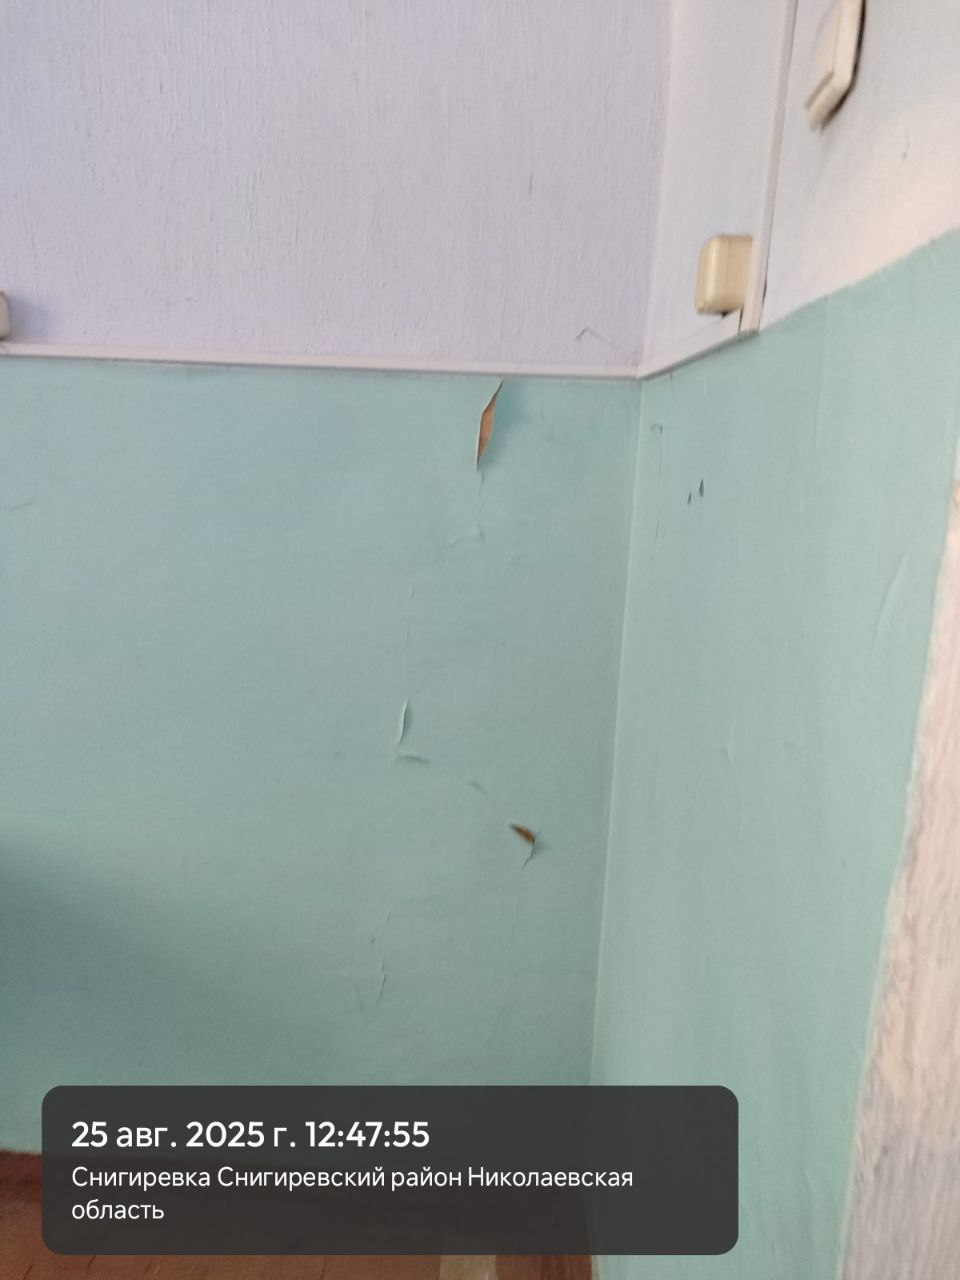 25 авг. 2025 г. 12:47:55
Снигиревка Снигиревский район Николаевская
область